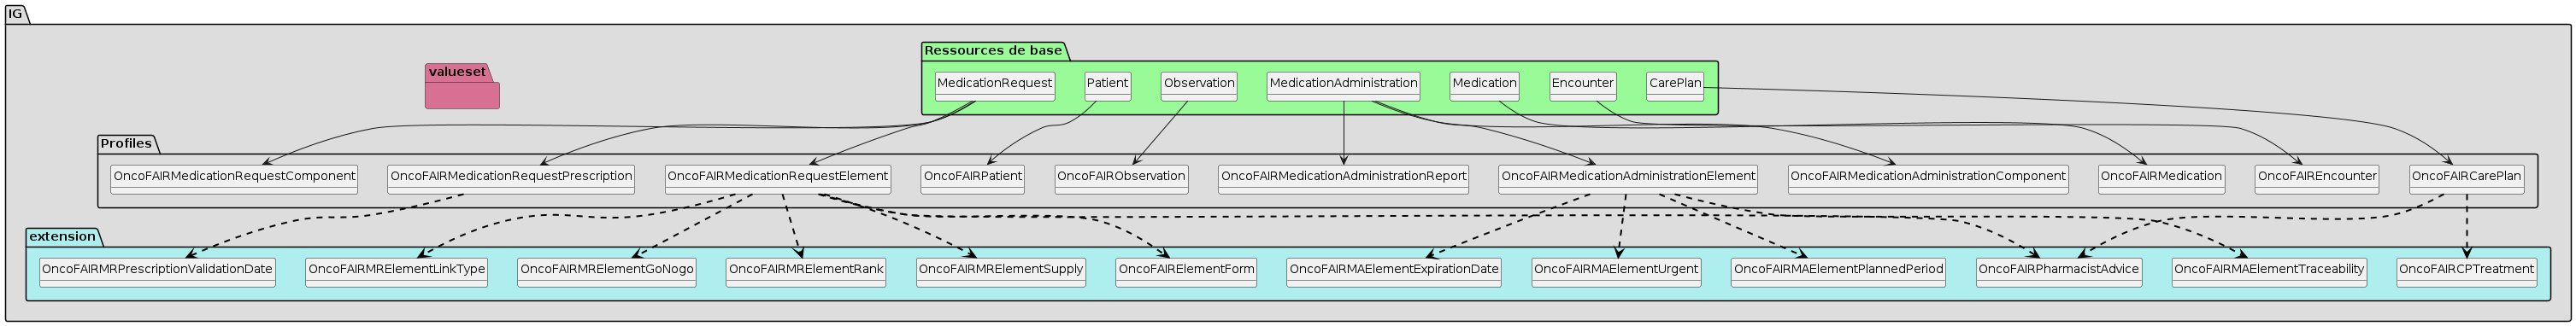 IG
Ressources de base
valueset
MedicationRequest
Patient
Observation
MedicationAdministration
Medication
Encounter
CarePlan
Profiles
OncoFAIRMedicationRequestComponent
OncoFAIRMedicationRequestPrescription
OncoFAIRMedicationRequestElement
OncoFAIRPatient
OncoFAIRObservation
OncoFAIRMedicationAdministrationReport
OncoFAIRMedicationAdministrationElement
OncoFAIRMedicationAdministrationComponent
OncoFAIRMedication
OncoFAIREncounter
OncoFAIRCarePlan
extension
OncoFAIRMRPrescriptionValidationDate
OncoFAIRMRElementLinkType
OncoFAIRMRElementGoNogo
OncoFAIRMRElementRank
OncoFAIRMRElementSupply
OncoFAIRElementForm
OncoFAIRMAElementExpirationDate
OncoFAIRMAElementUrgent
OncoFAIRMAElementPlannedPeriod
OncoFAIRPharmacistAdvice
OncoFAIRMAElementTraceability
OncoFAIRCPTreatment